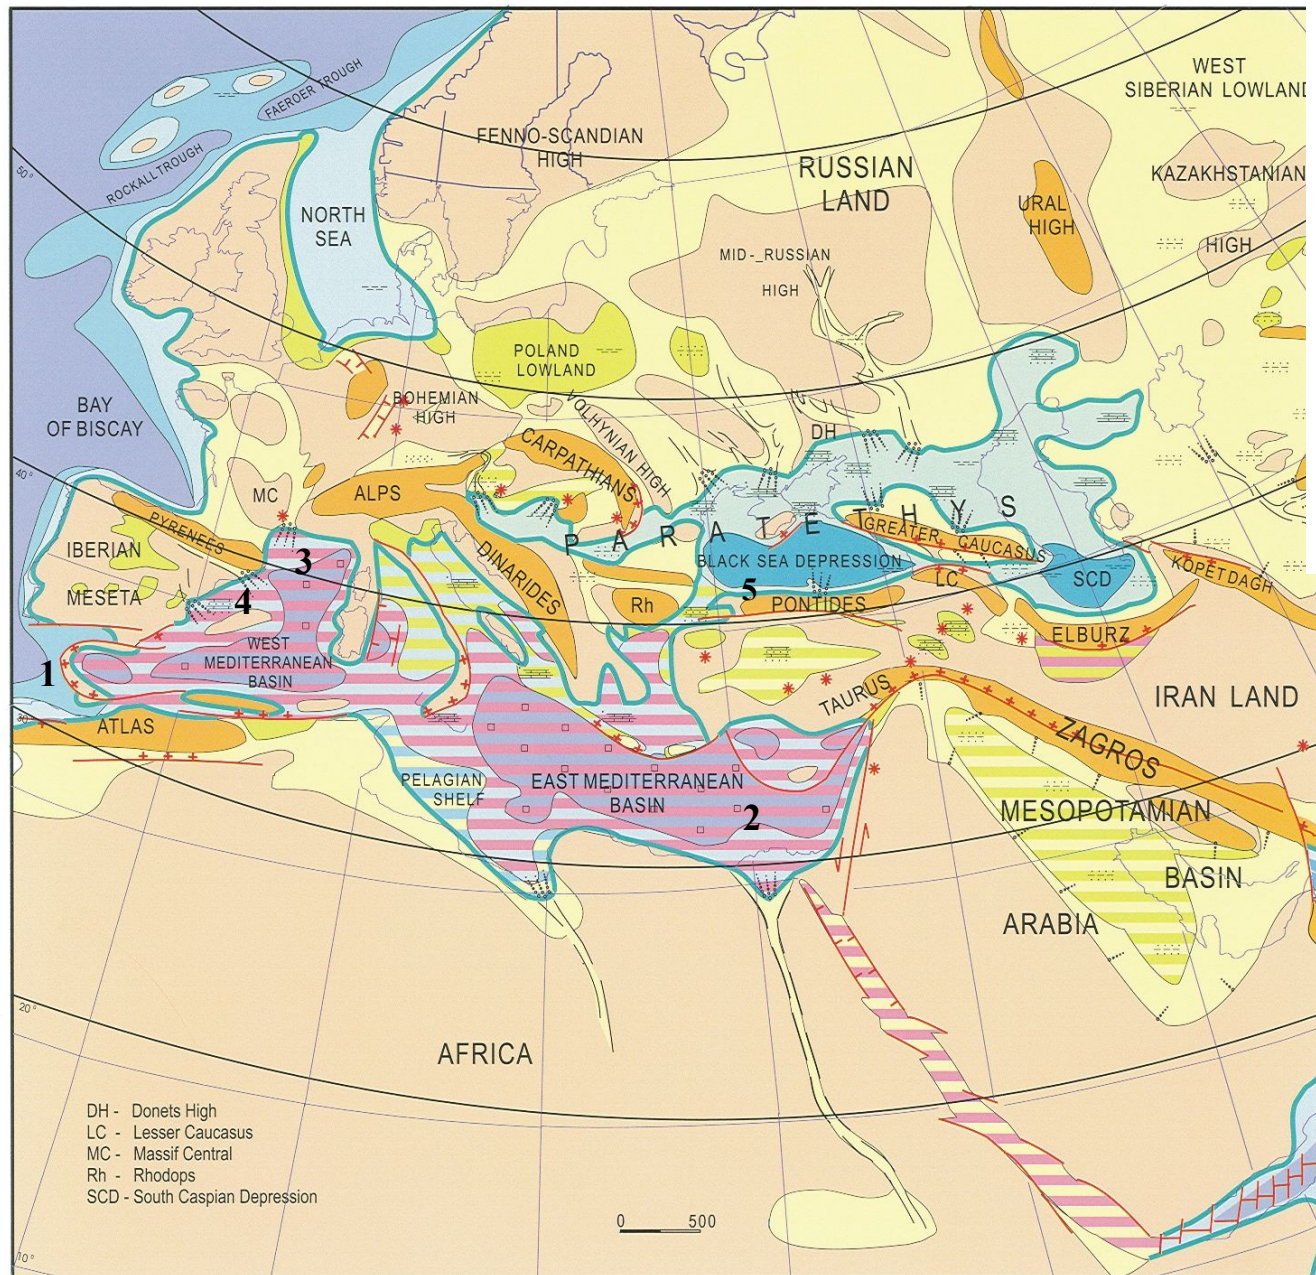 WEST
SIBERIAN LOWLAND
FAEROER TROUGH
ROCKALL TROUGH
FENNO-SCANDIAN
HIGH
RUSSIAN
LAND
KAZAKHSTANIAN
HIGH
50°
NORTH
SEA
URAL
HIGH
MID-_RUSSIAN
HIGH
POLAND
LOWLAND
BAY
OF BISCAY
BOHEMIAN
HIGH
VOLHYNIAN HIGH
DH
CARPATHIANS
40°
MC
ALPS
PARATETHYS
PYRENEES
IBERIAN
MESETA
3
4
DINARIDES
GREATER
CAUCASUS
BLACK SEA DEPRESSION
5
LC
SCD
KOPET DAGH
Rh
PONTIDES
ELBURZ
1
WEST
MEDITERRANEAN
BASIN
TAURUS
IRAN LAND
30°
ATLAS
ZAGROS
PELAGIAN
SHELF
EAST MEDITERRANEAN
BASIN
2
MESOPOTAMIAN
BASIN
ARABIA
20°
AFRICA
DH - Donets High
LC - Lesser Caucasus
MC - Massif Central
Rh - Rhodops
SCD - South Caspian Depression
0 500
10°